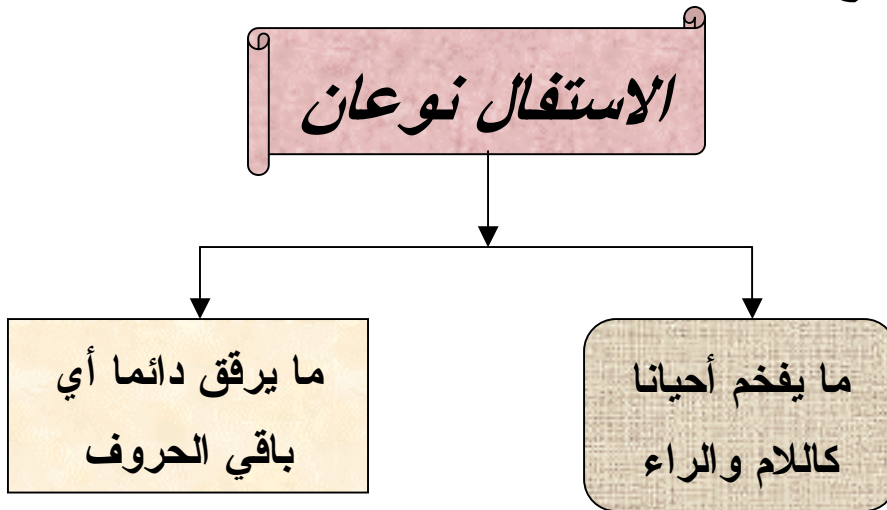 الاستفال نوعان
ما يفخم أحيانا
كاللام والراء
ما يرقق دائما أي
باقي الحروف